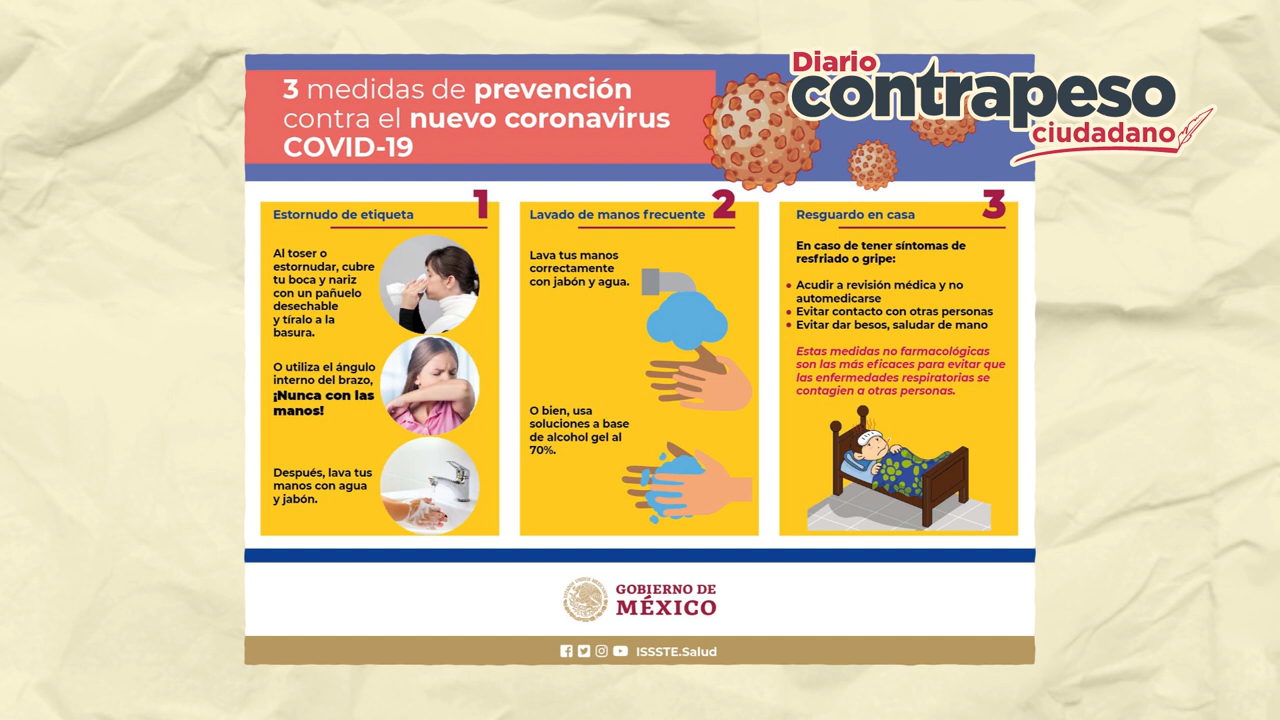 Diario
contrapeso
ciudadano
3 medidas de prevención
contra el nuevo coronavirus
COVID-19
1
Estornudo de etiqueta
Al toser o
estornudar, cubre
tu boca y nariz
con un pañuelo
desechable
y tíralo a la
basura.
O utiliza el ángulo
interno del brazo,
¡Nunca con las
manos!
Después, lava tus
manos con agua
y jabón.
2
Lavado de manos frecuente
Lava tus manos
correctamente
con jabón y agua.
O bien, usa
soluciones a base
de alcohol gel al
70%.
3
Resguardo en casa
En caso de tener síntomas de
resfriado o gripe:
• Acudir a revisión médica y no
automedicarse
• Evitar contacto con otras personas
• Evitar dar besos, saludar de mano
Estas medidas no farmacológicas
son las más eficaces para evitar que
las enfermedades respiratorias se
contagien a otras personas.
GOBIERNO DE
MÉXICO
ISSSTE.Salud